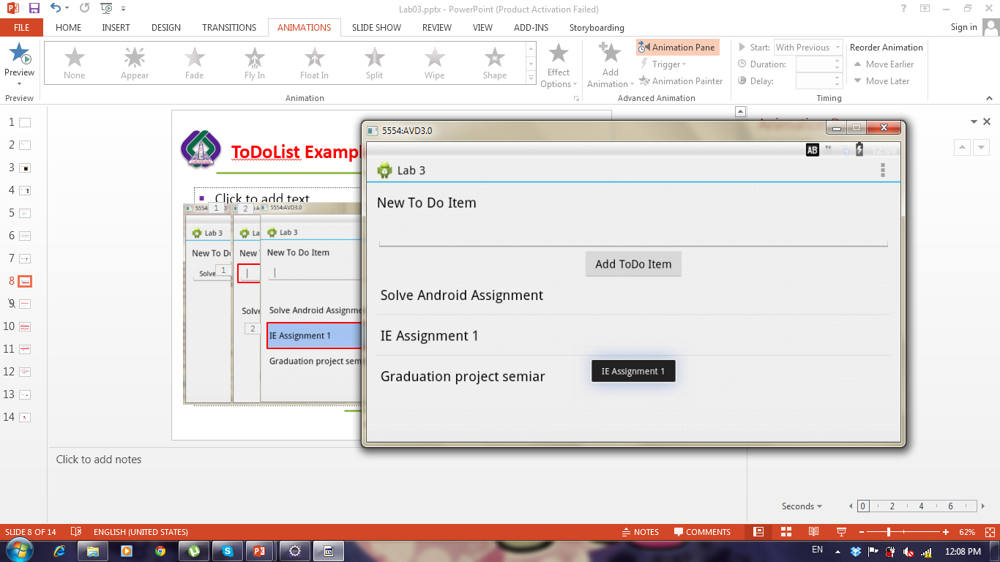 Lab03.pptx - PowerPoint (Product Activation Failed)
FILE HOME INSERT DESIGN TRANSITIONS ANIMATIONS SLIDE SHOW REVIEW VIEW ADD-INS Storyboarding Sign in
Preview
None Appear Fade Fly In Float In Split Wipe Shape
Effect Options
Add Animation
Animation Pane
Trigger
Animation Painter
Start: With Previous
Duration:
Delay:
Reorder Animation
Move Earlier
Move Later
Preview Animation Advanced Animation Timing
1
2
3
4
5
6
7
8
9
10
11
12
13
14
ToDoList Exampl
Click to add text
1 2 5554:AVD3.0
Lab 3 La Lab 3
New To Do New New To Do Item
Solve 1
Solve Solve Android Assignme
2 IE Assignment 1
Graduation project sem
5554:AVD3.0
AB 12:08
Lab 3
New To Do Item
Add ToDo Item
Solve Android Assignment
IE Assignment 1
Graduation project semiar
IE Assignment 1
Click to add notes
Seconds 0 2 4 6
SLIDE 8 OF 14 ENGLISH (UNITED STATES) NOTES COMMENTS 62%
EN 12:08 PM